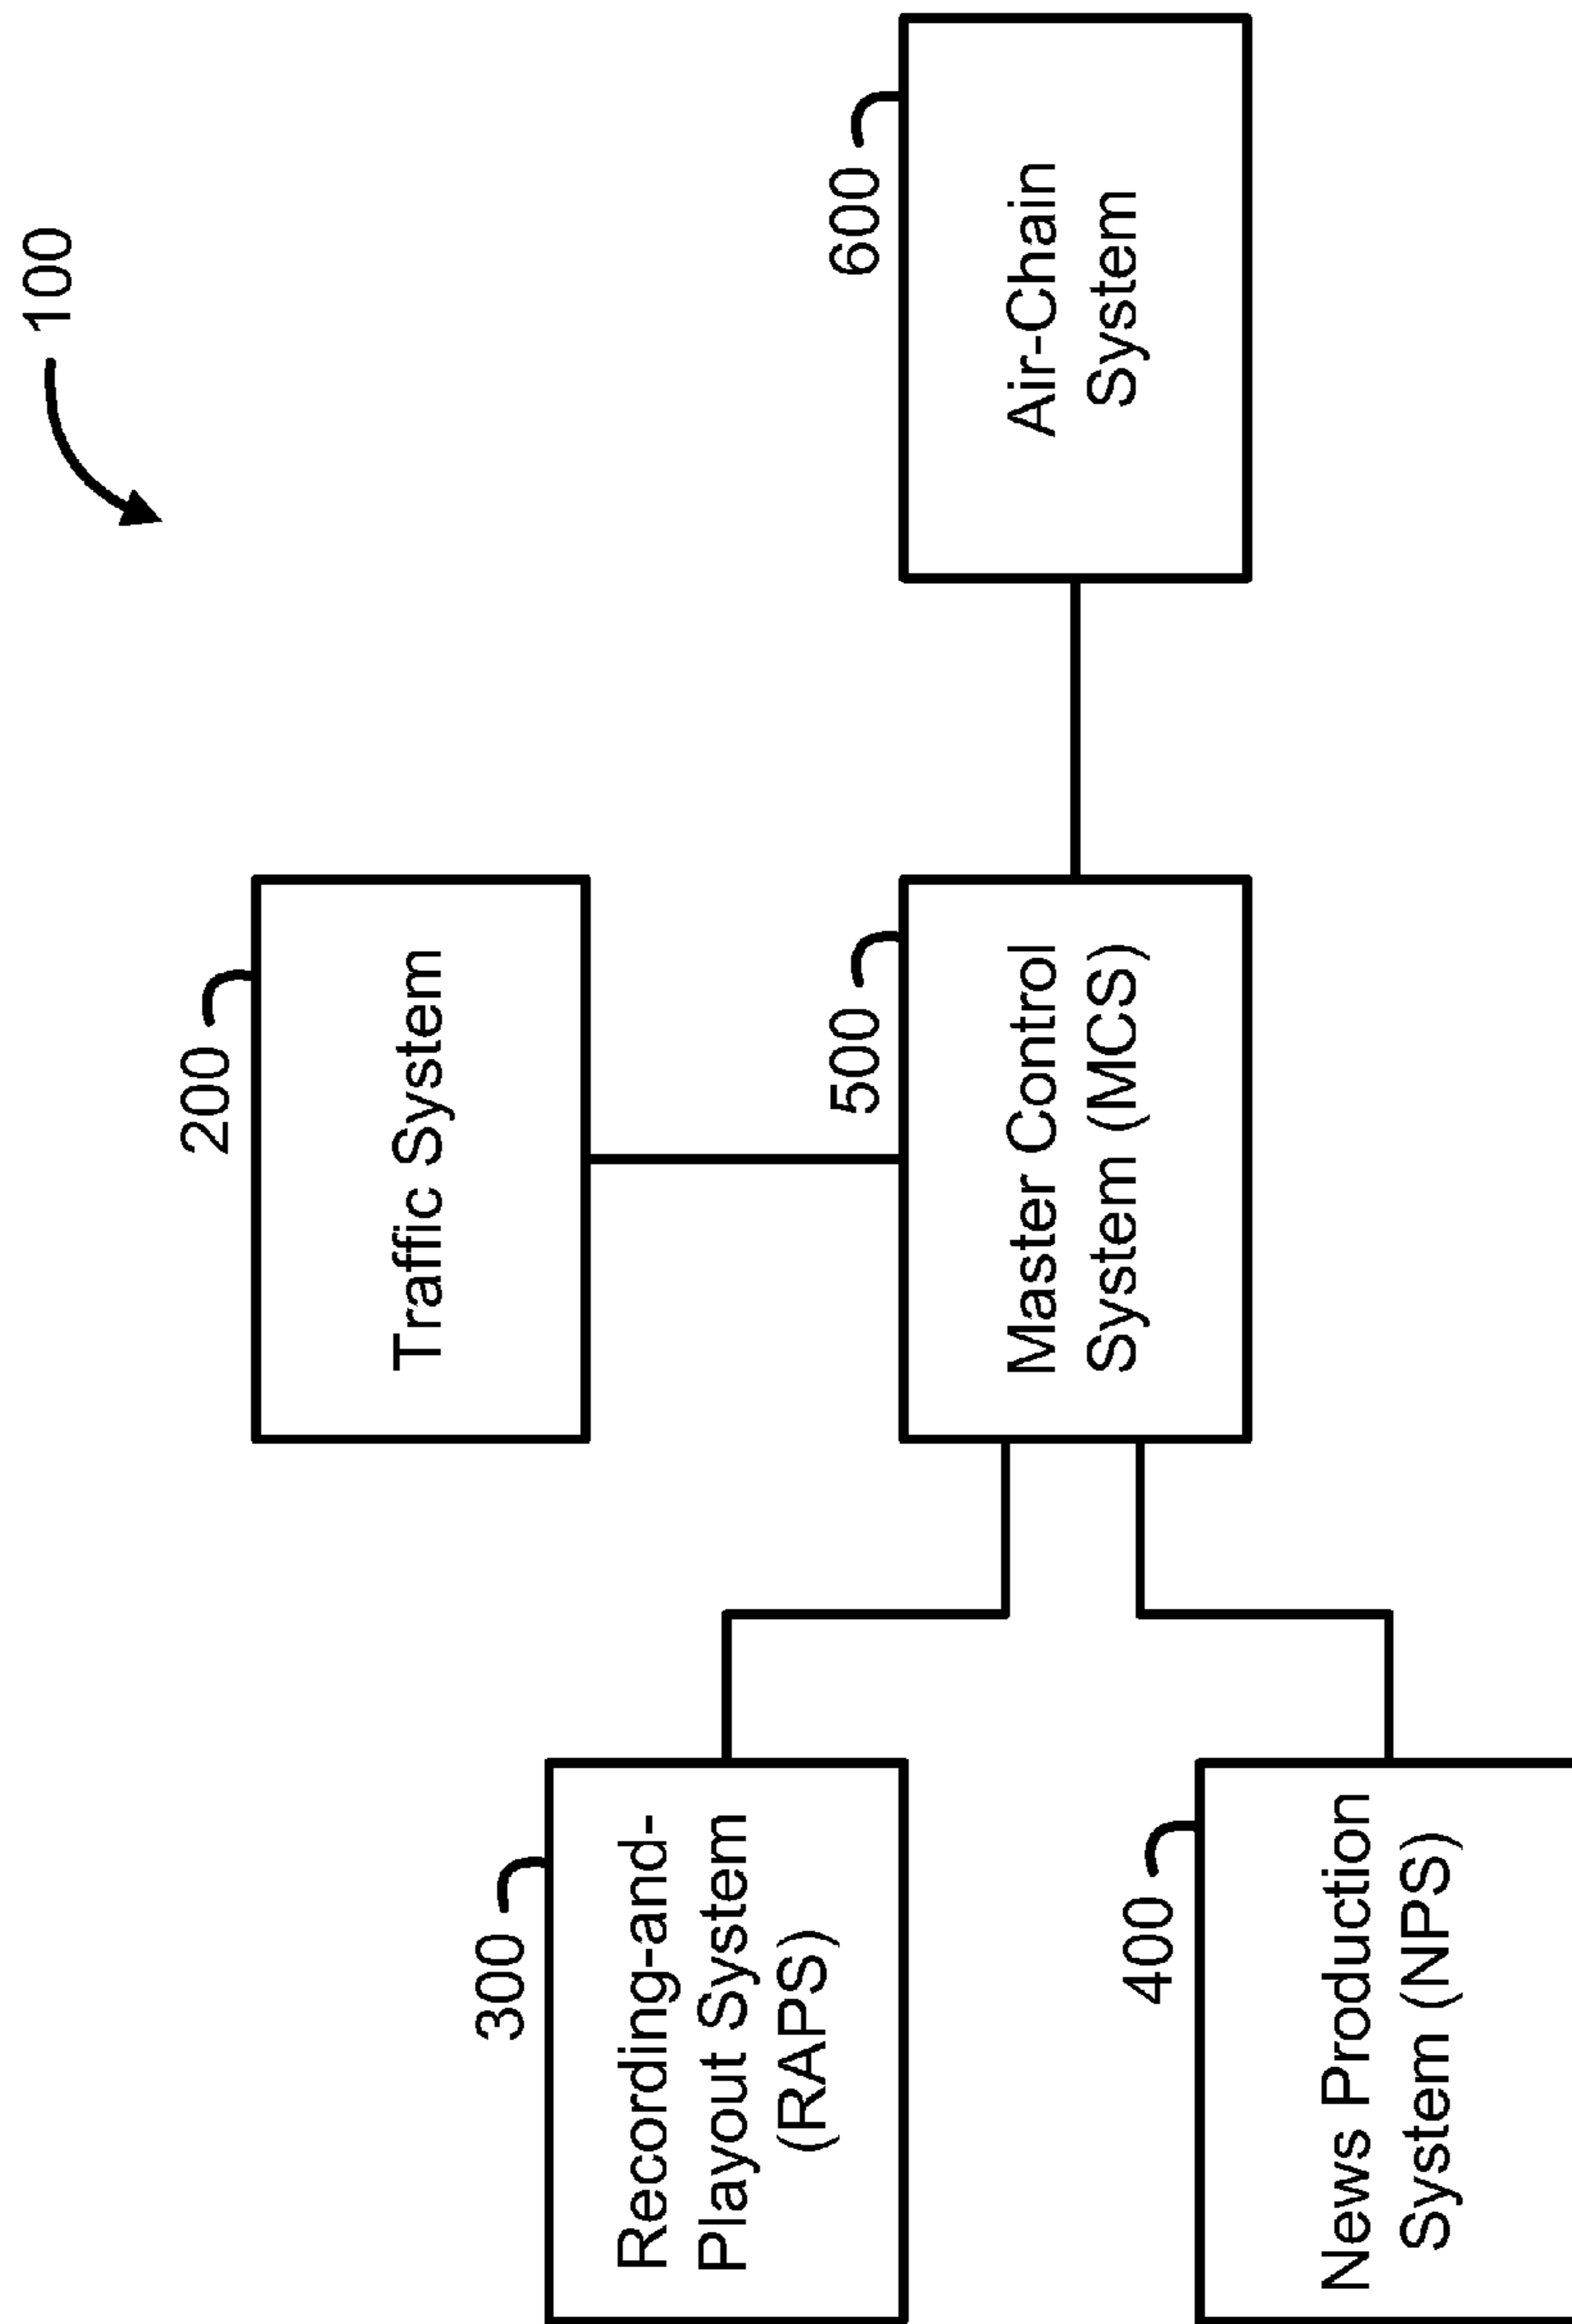 100
200
Traffic System
300
Recording-and-
Playout System
(RAPS)
500
Master Control
System (MCS)
600
Air-Chain
System
400
News Production
System (NPS)